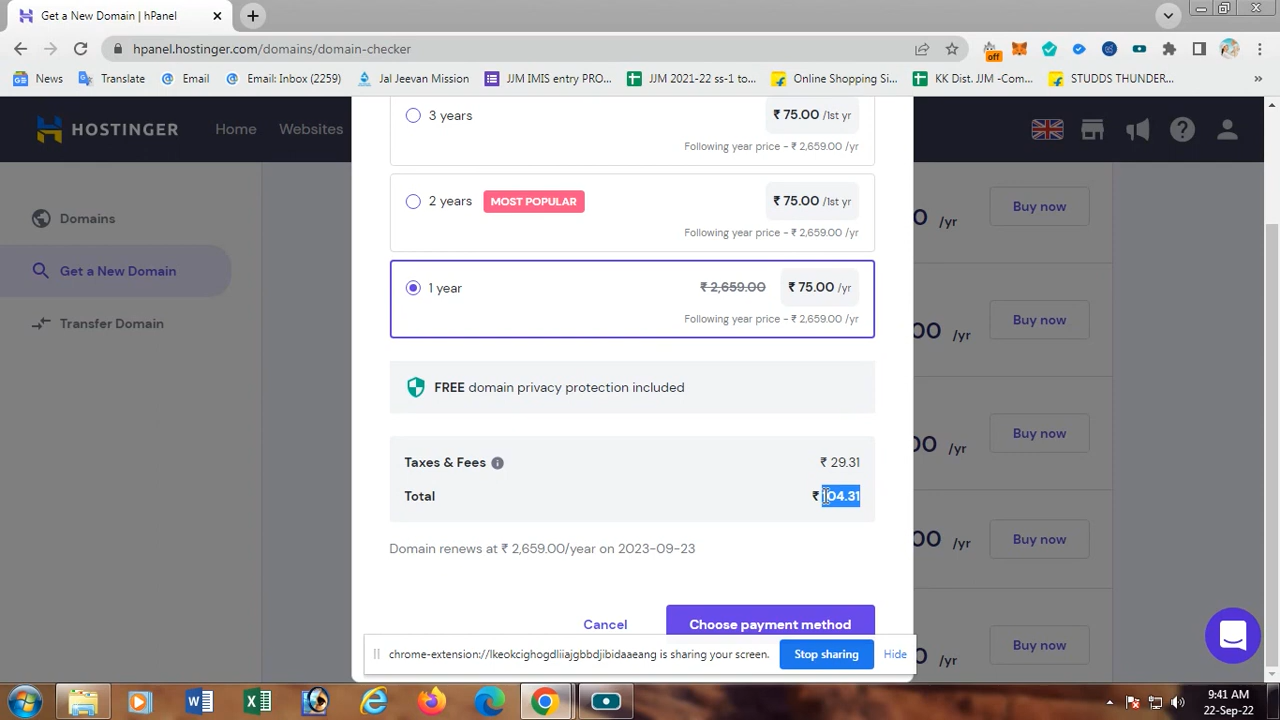 Get a New Domain | hPanel
hpanel.hostinger.com/domains/domain-checker
off
News
Translate
Email
Email: Inbox (2259)
Jal Jeevan Mission
JJM IMIS entry PRO...
JJM 2021-22 ss-1 to...
Online Shopping Si...
KK Dist. JJM -Com...
STUDDS THUNDER...
»
HOSTINGER
Home
Websites
Domains
Get a New Domain
Transfer Domain
3 years
₹ 75.00 /1st yr
Following year price - ₹ 2,659.00 /yr
2 years
MOST POPULAR
₹ 75.00 /1st yr
Following year price - ₹ 2,659.00 /yr
1 year
₹ 2,659.00
₹ 75.00 /yr
Following year price - ₹ 2,659.00 /yr
FREE domain privacy protection included
Taxes & Fees
₹ 29.31
Total
₹ 104.31
Domain renews at ₹ 2,659.00/year on 2023-09-23
Cancel
Choose payment method
0 /yr
Buy now
00 /yr
Buy now
00 /yr
Buy now
00 /yr
Buy now
0 /yr
Buy now
chrome-extension://lkeokcighogdliiajgbbdjibidaaeang is sharing your screen.
Stop sharing
Hide
9:41 AM
22-Sep-22